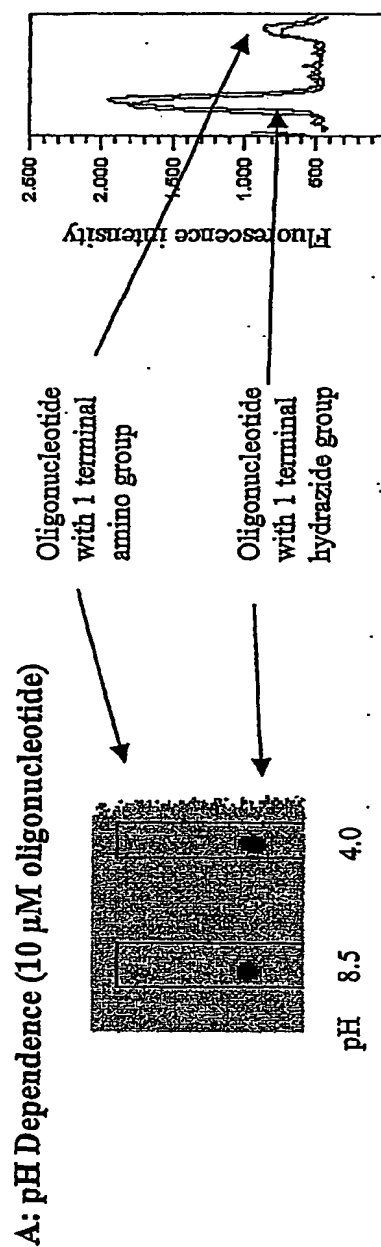 A: pH Dependence (10 µM oligonucleotide)
pH 8.5 4.0
Oligonucleotide
with 1 terminal
amino group
Oligonucleotide
with 1 terminal
hydrazide group
Fluorescence intensity
2.500
2.000
1.500
1.000
500